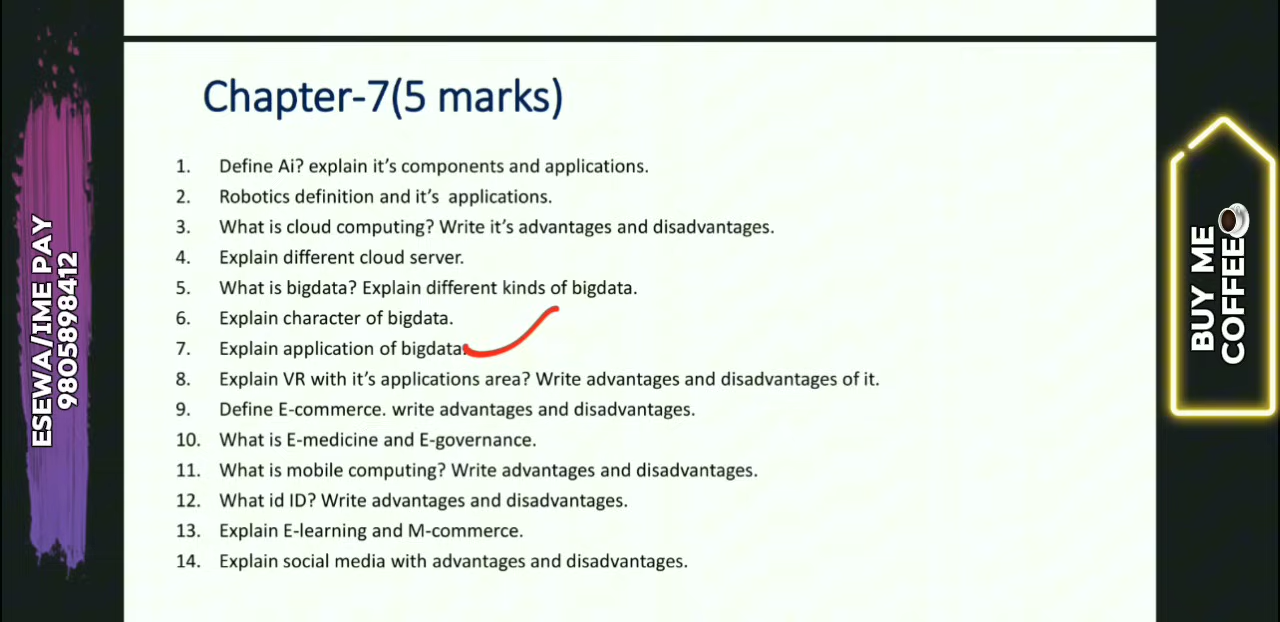 Chapter-7(5 marks)
1. Define Ai? explain it's components and applications.
2. Robotics definition and it's applications.
3. What is cloud computing? Write it's advantages and disadvantages.
4. Explain different cloud server.
5. What is bigdata? Explain different kinds of bigdata.
6. Explain character of bigdata.
7. Explain application of bigdata.
8. Explain VR with it's applications area? Write advantages and disadvantages of it.
9. Define E-commerce. write advantages and disadvantages.
10. What is E-medicine and E-governance.
11. What is mobile computing? Write advantages and disadvantages.
12. What id ID? Write advantages and disadvantages.
13. Explain E-learning and M-commerce.
14. Explain social media with advantages and disadvantages.
ESEWA/IME PAY
9805898412
BUY ME
COFFEE